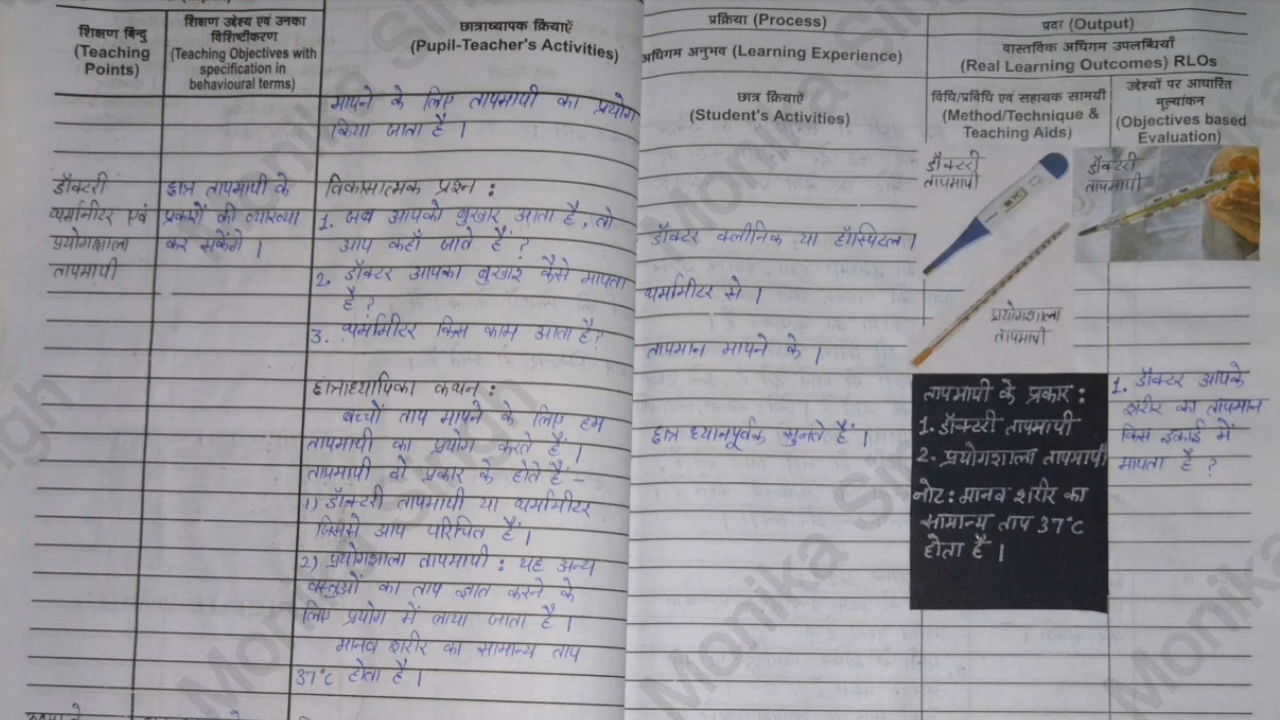 शिक्षण बिन्दु
(Teaching
Points)
शिक्षण उद्देश्य एवं उनका
विशिष्टीकरण
(Teaching Objectives with
specification in
behavioural terms)
छात्राध्यापक क्रियाऐं
(Pupil-Teacher's Activities)
प्रक्रिया (Process)
अधिगम अनुभव (Learning Experience)
छात्र क्रियाऐं
(Student's Activities)
प्रदा (Output)
वास्तविक अधिगम उपलब्धियाँ
(Real Learning Outcomes) RLOs
विधि/प्रविधि एवं सहायक सामग्री
(Method/Technique &
Teaching Aids)
उद्देश्यों पर आधारित
मूल्यांकन
(Objectives based
Evaluation)
मापने के लिए तापमापी का प्रयोग
किया जाता है।
डॉक्टरी
थर्मामीटर एवं
प्रयोगशाला
तापमापी
छात्र तापमापी के
प्रकारों की व्याख्या
कर सकेंगे।
विकासात्मक प्रश्न :
1. जब आपको बुखार आता है, तो
आप कहाँ जाते हैं ?
2. डॉक्टर आपका बुखार कैसे मापता
है ?
3. थर्मामीटर किस काम आता है?
छात्राध्यापिका कथन :
बच्चों ताप मापने के लिए हम
तापमापी का प्रयोग करते हैं।
तापमापी दो प्रकार के होते हैं -
1) डॉक्टरी तापमापी या थर्मामीटर
जिससे आप परिचित हैं।
2) प्रयोगशाला तापमापी : यह अन्य
वस्तुओं का ताप ज्ञात करने के
लिए प्रयोग में लाया जाता है।
मानव शरीर का सामान्य ताप
37°C होता है।
डॉक्टर क्लीनिक या हॉस्पिटल।
थर्मामीटर से।
तापमान मापने के।
छात्र ध्यानपूर्वक सुनते हैं।
डॉक्टरी
तापमापी
प्रयोगशाला
तापमापी
डॉक्टरी
तापमापी
तापमापी के प्रकार :
1. डॉक्टरी तापमापी
2. प्रयोगशाला तापमापी
नोट : मानव शरीर का
सामान्य ताप 37°C
होता है।
1. डॉक्टर आपके
शरीर का तापमान
किस इकाई में
मापता है ?
Monika Singh
Monika Singh
Monika Singh